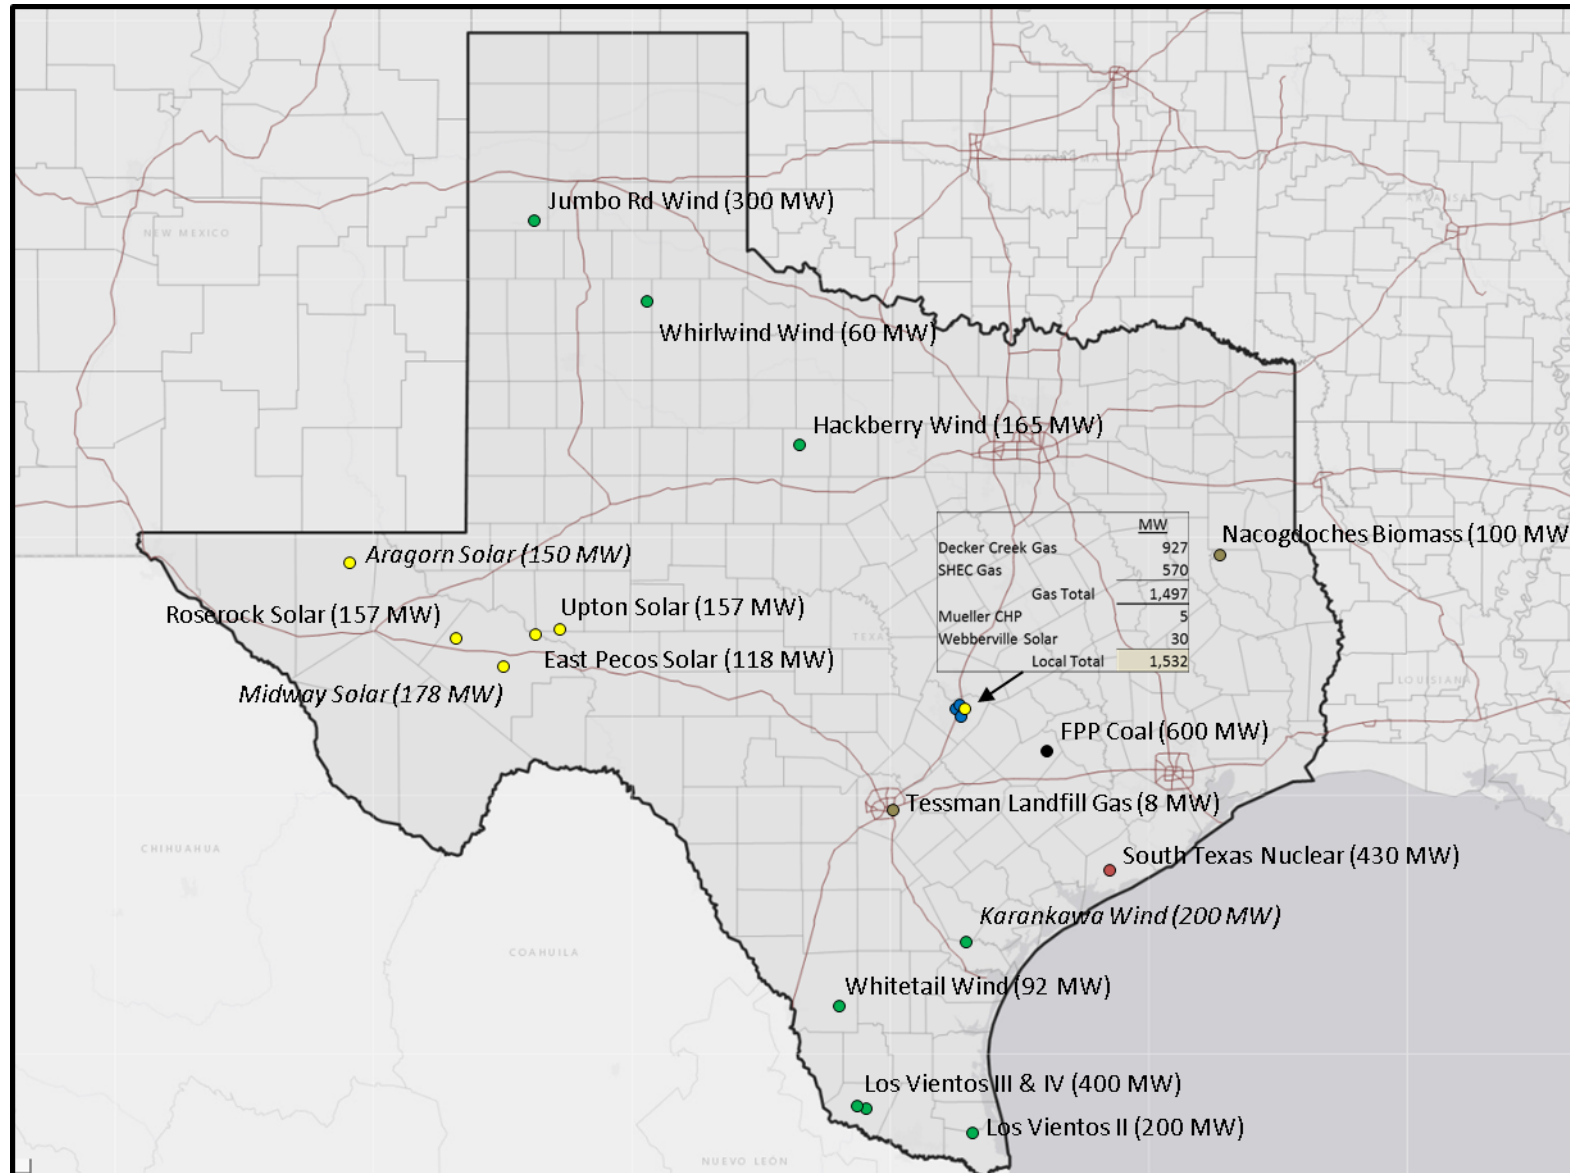 Jumbo Rd Wind (300 MW)
NEW MEXICO
OKLAHOMA
ARKANSAS
Whirlwind Wind (60 MW)
Hackberry Wind (165 MW)
MW
Decker Creek Gas 927
SHEC Gas 570
Gas Total 1,497
Mueller CHP 5
Webberville Solar 30
Local Total 1,532
Nacogdoches Biomass (100 MW
Aragorn Solar (150 MW)
Roserock Solar (157 MW)
Upton Solar (157 MW)
TEXAS
East Pecos Solar (118 MW)
Midway Solar (178 MW)
LOUISIANA
FPP Coal (600 MW)
Tessman Landfill Gas (8 MW)
CHIHUAHUA
South Texas Nuclear (430 MW)
Karankawa Wind (200 MW)
COAHUILA
Whitetail Wind (92 MW)
Los Vientos III & IV (400 MW)
Los Vientos II (200 MW)
NUEVO LEÓN